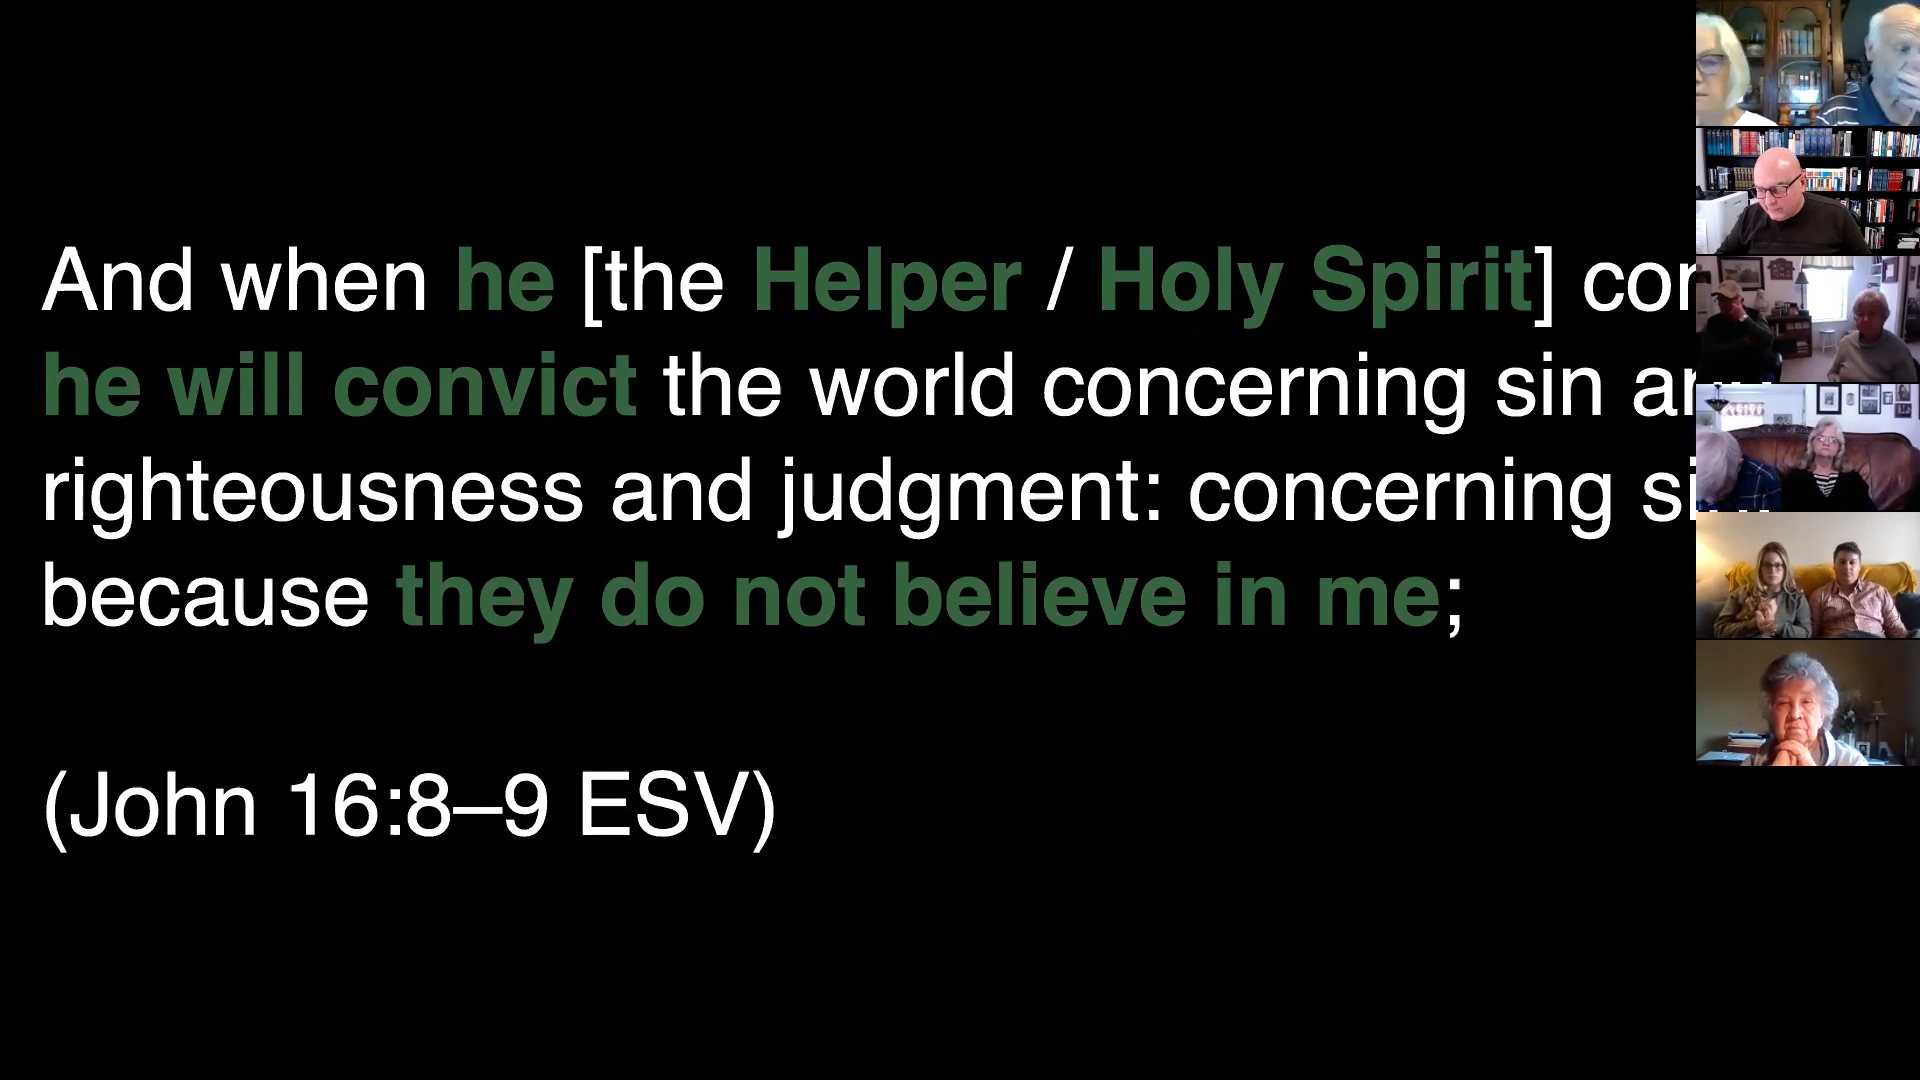 And when he [the Helper / Holy Spirit]
he will convict the world concerning sin
righteousness and judgment: concerning
because they do not believe in me;
(John 16:8–9 ESV)